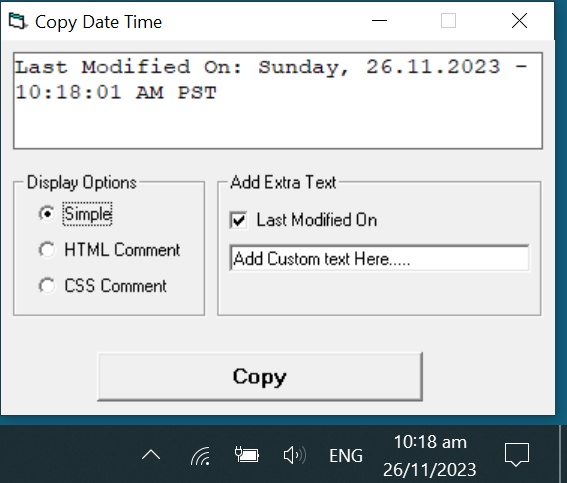 Copy Date Time
Last Modified On: Sunday, 26.11.2023 -
10:18:01 AM PST
Display Options
Simple
HTML Comment
CSS Comment
Add Extra Text
Last Modified On
Add Custom text Here.....
Copy
ENG
10:18 am
26/11/2023